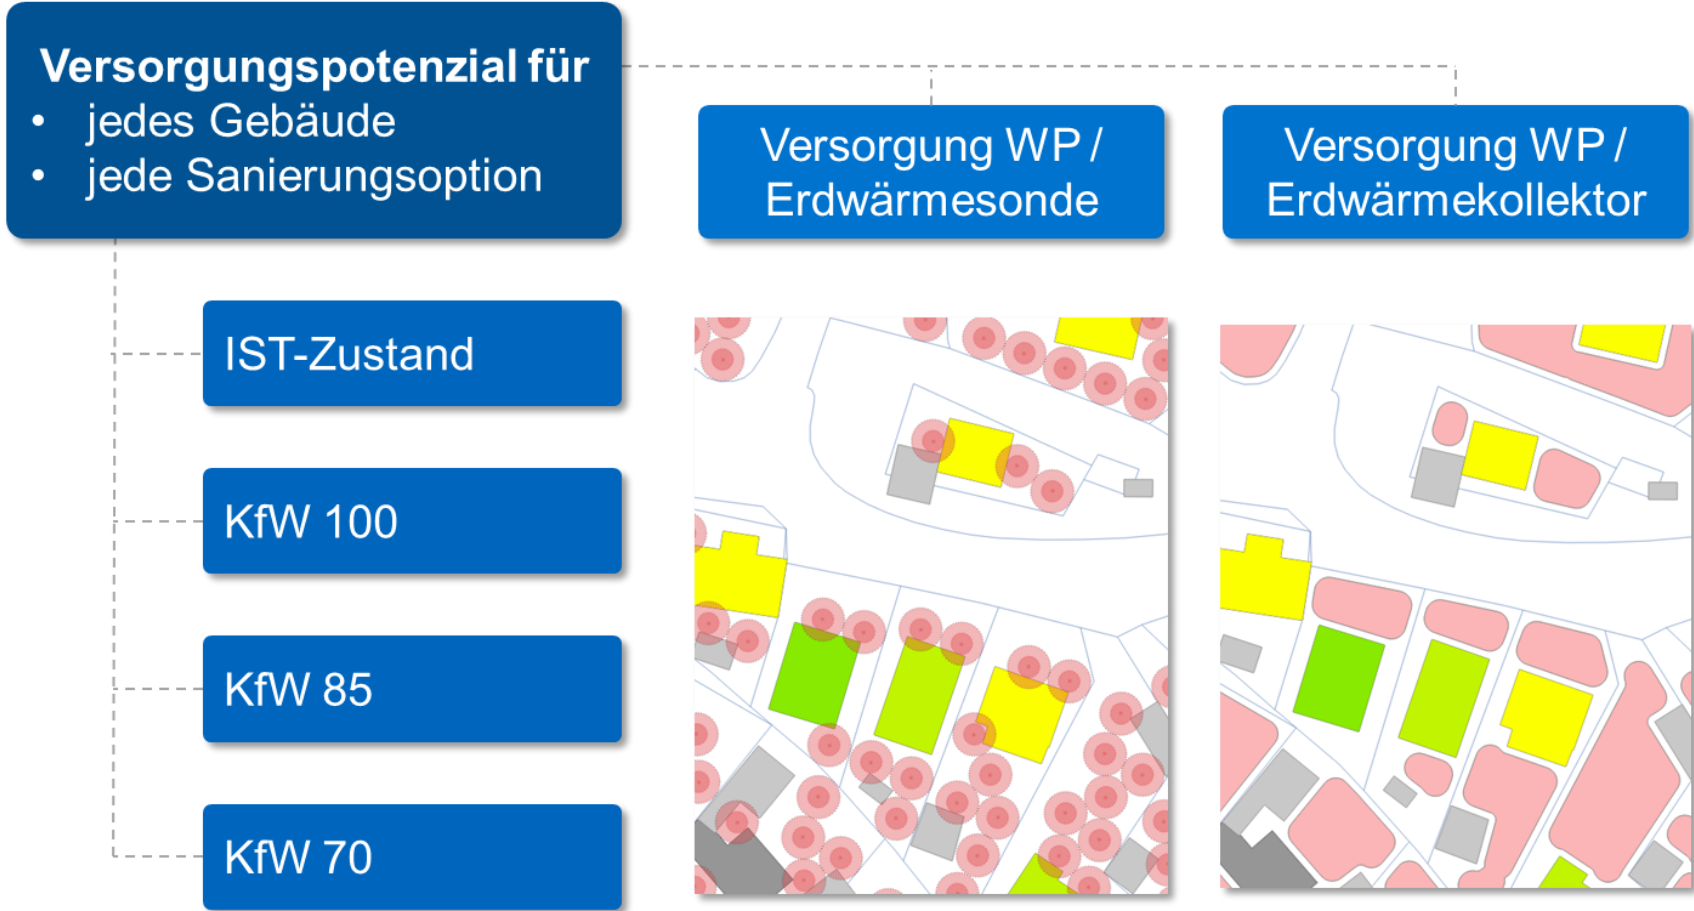 Versorgungspotenzial für
• jedes Gebäude
• jede Sanierungsoption
Versorgung WP /
Erdwärmesonde
Versorgung WP /
Erdwärmekollektor
IST-Zustand
KfW 100
KfW 85
KfW 70